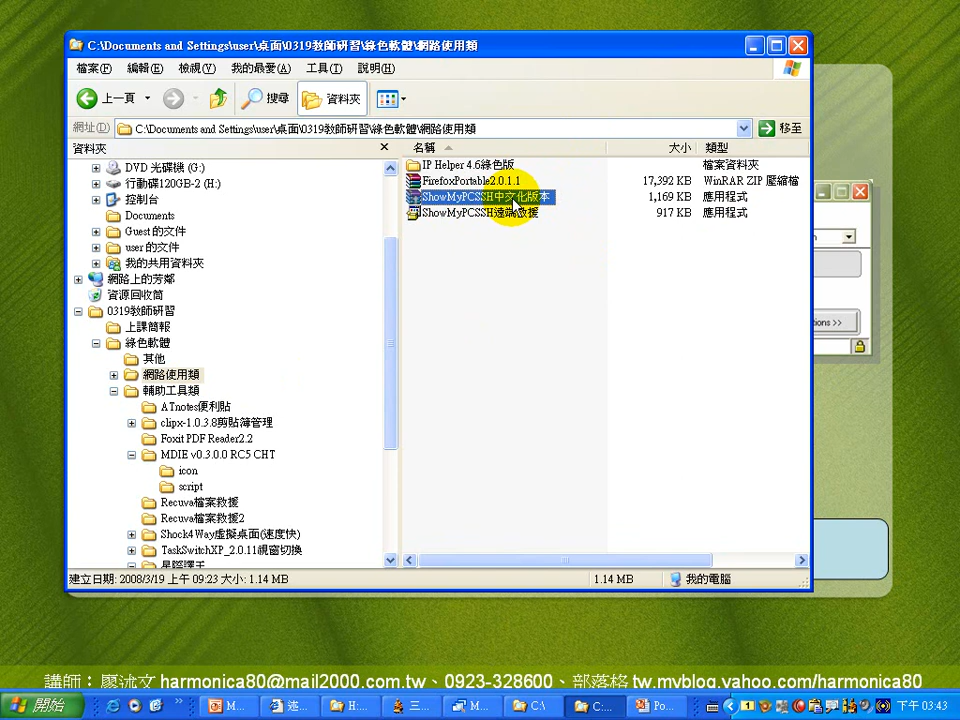 C:\Documents and Settings\user\桌面\0319教師研習\綠色軟體\網路使用類
檔案(F) 編輯(E) 檢視(V) 我的最愛(A) 工具(T) 說明(H)
上一頁 搜尋 資料夾
網址(D) C:\Documents and Settings\user\桌面\0319教師研習\綠色軟體\網路使用類 移至
資料夾
DVD 光碟機 (G:)
行動碟120GB-2 (H:)
控制台
Documents
Guest 的文件
user 的文件
我的共用資料夾
網路上的芳鄰
資源回收筒
0319教師研習
上課簡報
綠色軟體
其他
網路使用類
輔助工具類
ATnotes便利貼
clipx-1.0.3.8剪貼簿管理
Foxit PDF Reader2.2
MDIE v0.3.0.0 RC5 CHT
icon
script
Recuva檔案救援
Recuva檔案救援2
Shock4Way虛擬桌面(速度快)
TaskSwitchXP_2.0.11視窗切換
星際譯王
名稱 大小 類型
IP Helper 4.6綠色版 檔案資料夾
FirefoxPortable2.0.1.1 17,392 KB WinRAR ZIP 壓縮檔
ShowMyPCSSH中文化版本 1,169 KB 應用程式
ShowMyPCSSH遠端救援 917 KB 應用程式
ions >>
建立日期: 2008/3/19 上午 09:23 大小: 1.14 MB 1.14 MB 我的電腦
講師：廖沭文 harmonica80@mail2000.com.tw、0923-328600、部落格 tw.myblog.yahoo.com/harmonica80
開始 M... 遠... H:... 三... M... C:\ C:... Po... 下午 03:43